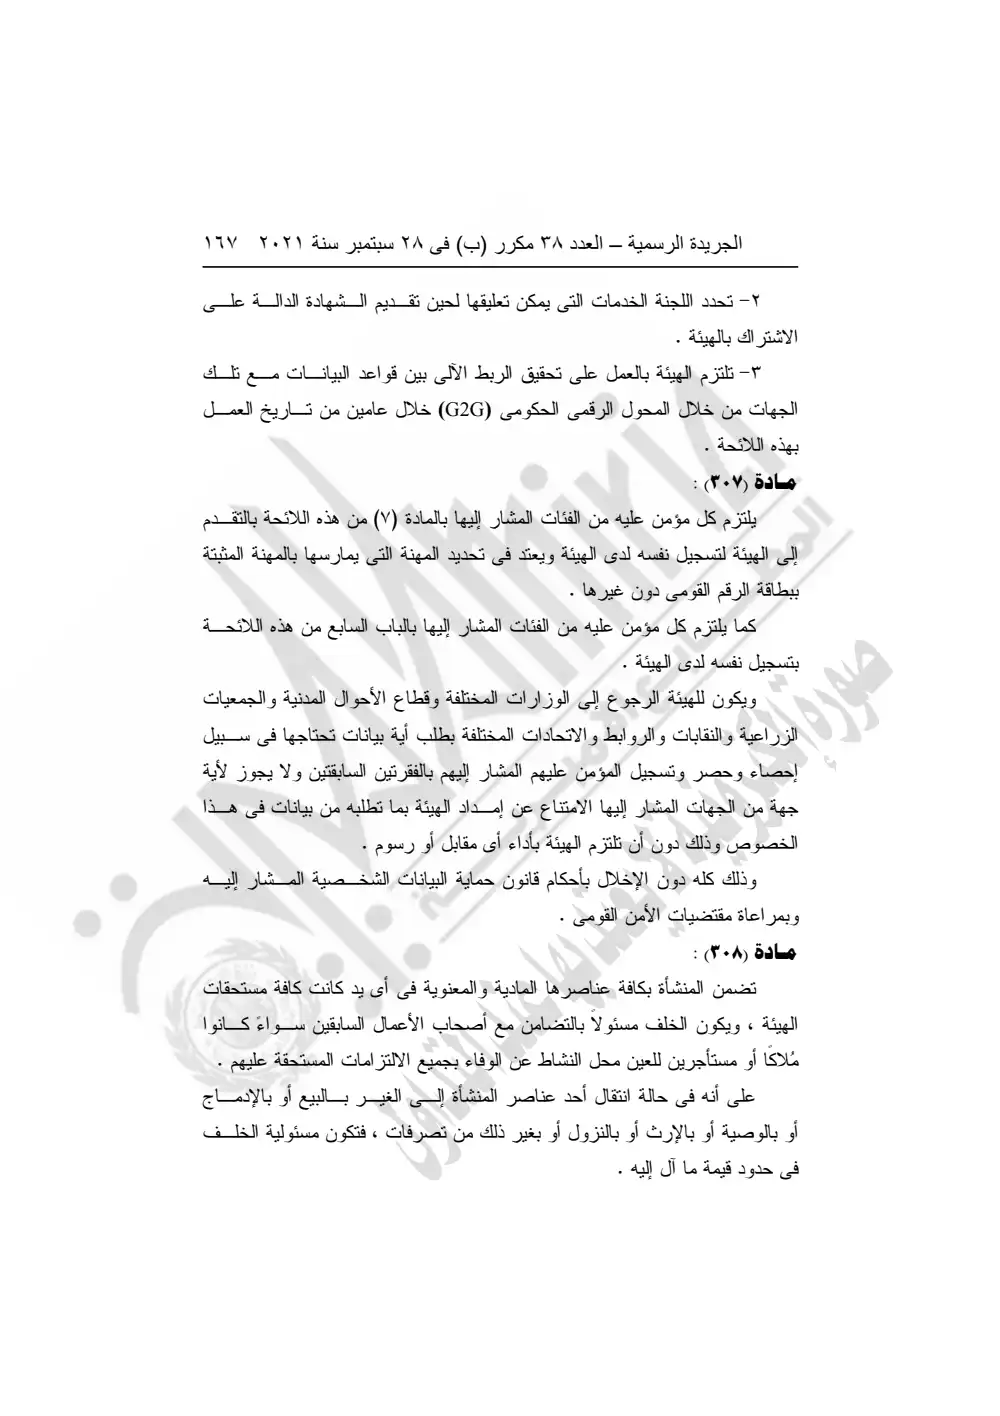 الجريدة الرسمية – العدد ٣٨ مكرر (ب) فى ٢٨ سبتمبر سنة ٢٠٢١ ١٦٧
٢- تحدد اللجنة الخدمات التى يمكن تعليقها لحين تقديم الشهادة الدالة على
الاشتراك بالهيئة .
٣- تلتزم الهيئة بالعمل على تحقيق الربط الآلى بين قواعد البيانات مع تلك
الجهات من خلال المحول الرقمى الحكومى (G2G) خلال عامين من تاريخ العمل
بهذه اللائحة .
مادة (٣٠٧) :
يلتزم كل مؤمن عليه من الفئات المشار إليها بالمادة (٧) من هذه اللائحة بالتقدم
إلى الهيئة لتسجيل نفسه لدى الهيئة ويعتد فى تحديد المهنة التى يمارسها بالمهنة المثبتة
ببطاقة الرقم القومى دون غيرها .
كما يلتزم كل مؤمن عليه من الفئات المشار إليها بالباب السابع من هذه اللائحة
بتسجيل نفسه لدى الهيئة .
ويكون للهيئة الرجوع إلى الوزارات المختلفة وقطاع الأحوال المدنية والجمعيات
الزراعية والنقابات والروابط والاتحادات المختلفة بطلب أية بيانات تحتاجها فى سبيل
إحصاء وحصر وتسجيل المؤمن عليهم المشار إليهم بالفقرتين السابقتين ولا يجوز لأية
جهة من الجهات المشار إليها الامتناع عن إمداد الهيئة بما تطلبه من بيانات فى هذا
الخصوص وذلك دون أن تلتزم الهيئة بأداء أى مقابل أو رسوم .
وذلك كله دون الإخلال بأحكام قانون حماية البيانات الشخصية المشار إليه
وبمراعاة مقتضيات الأمن القومى .
مادة (٣٠٨) :
تضمن المنشأة بكافة عناصرها المادية والمعنوية فى أى يد كانت كافة مستحقات
الهيئة ، ويكون الخلف مسئولاً بالتضامن مع أصحاب الأعمال السابقين سواءً كانوا
مُلاكًا أو مستأجرين للعين محل النشاط عن الوفاء بجميع الالتزامات المستحقة عليهم .
على أنه فى حالة انتقال أحد عناصر المنشأة إلى الغير بالبيع أو بالإدماج
أو بالوصية أو بالإرث أو بالنزول أو بغير ذلك من تصرفات ، فتكون مسئولية الخلف
فى حدود قيمة ما آل إليه .